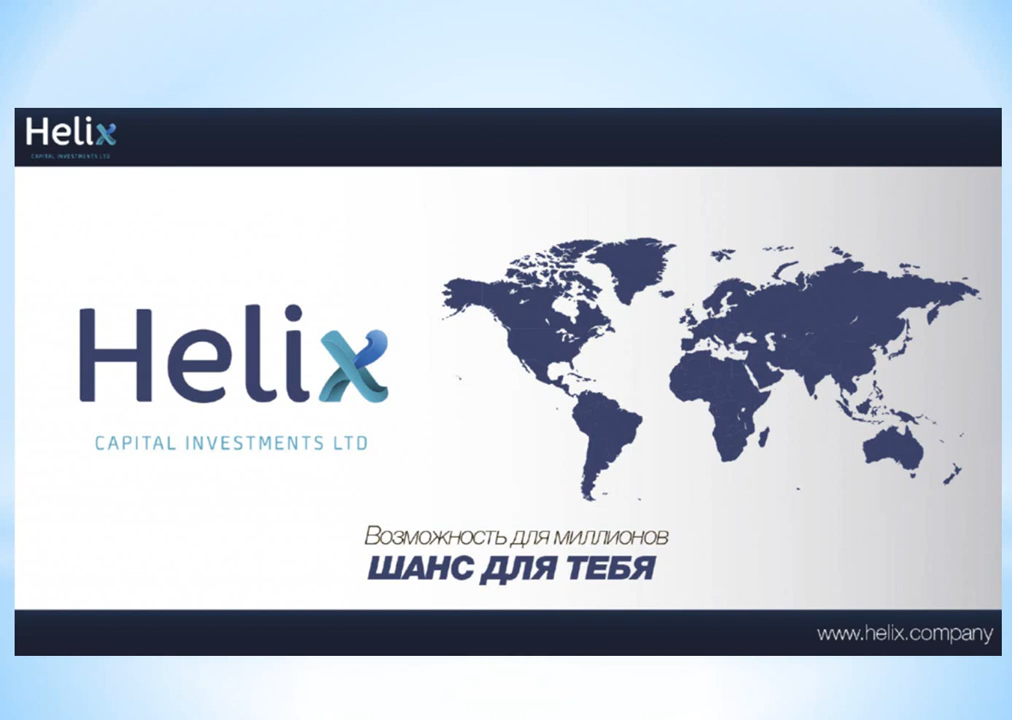 Helix
CAPITAL INVESTMENTS LTD
Helix
CAPITAL INVESTMENTS LTD
Возможность для миллионов
ШАНС ДЛЯ ТЕБЯ
www.helix.company